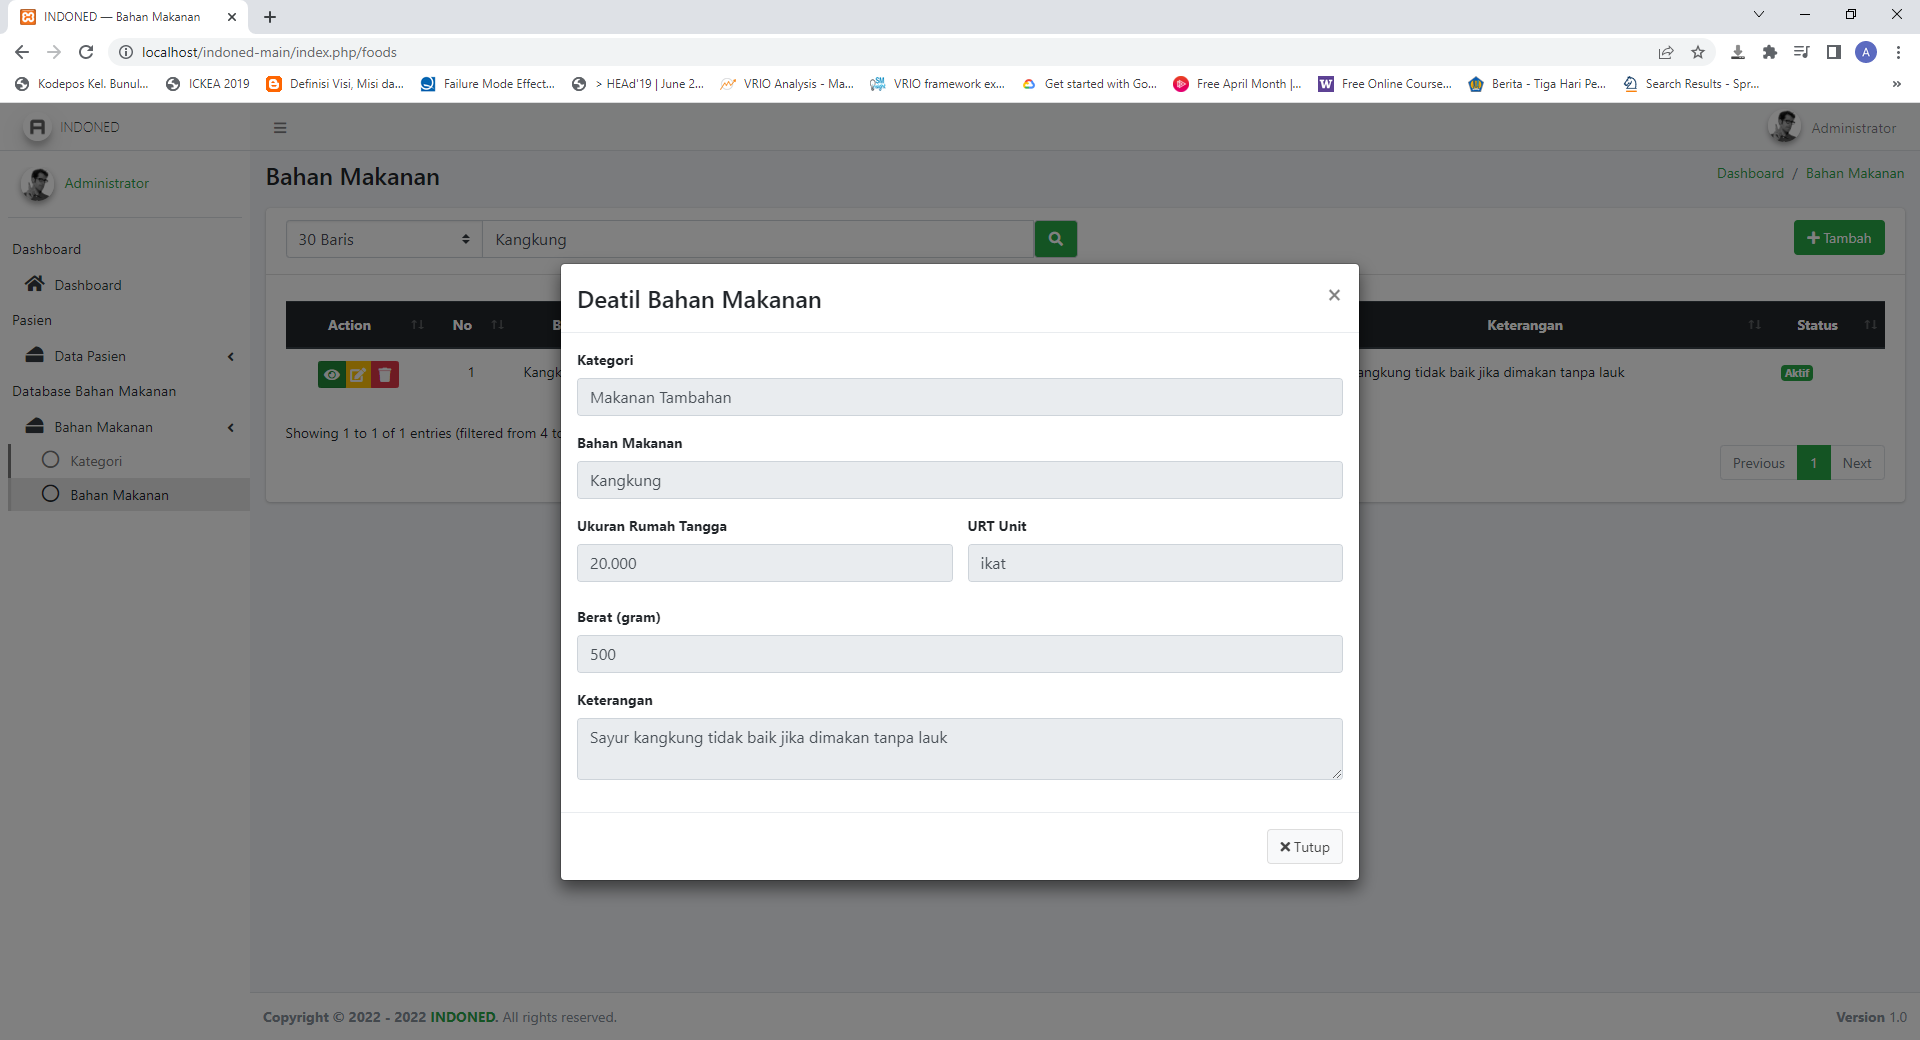 INDONED — Bahan Makanan
localhost/indoned-main/index.php/foods
A
Kodepos Kel. Bunul...
ICKEA 2019
Definisi Visi, Misi da...
Failure Mode Effect...
> HEAd'19 | June 2...
VRIO Analysis - Ma...
VRIO framework ex...
Get started with Go...
Free April Month |...
Free Online Course...
Berita - Tiga Hari Pe...
Search Results - Spr...
»
INDONED
Administrator
Administrator
Dashboard
Dashboard
Pasien
Data Pasien
Database Bahan Makanan
Bahan Makanan
Kategori
Bahan Makanan
Bahan Makanan
Dashboard / Bahan Makanan
30 Baris
Kangkung
Tambah
Action No B
Keterangan Status
1 Kangk
angkung tidak baik jika dimakan tanpa lauk
Aktif
Showing 1 to 1 of 1 entries (filtered from 4 to
Previous 1 Next
Deatil Bahan Makanan
×
Kategori
Makanan Tambahan
Bahan Makanan
Kangkung
Ukuran Rumah Tangga
URT Unit
20.000
ikat
Berat (gram)
500
Keterangan
Sayur kangkung tidak baik jika dimakan tanpa lauk
Tutup
Copyright © 2022 - 2022 INDONED. All rights reserved.
Version 1.0